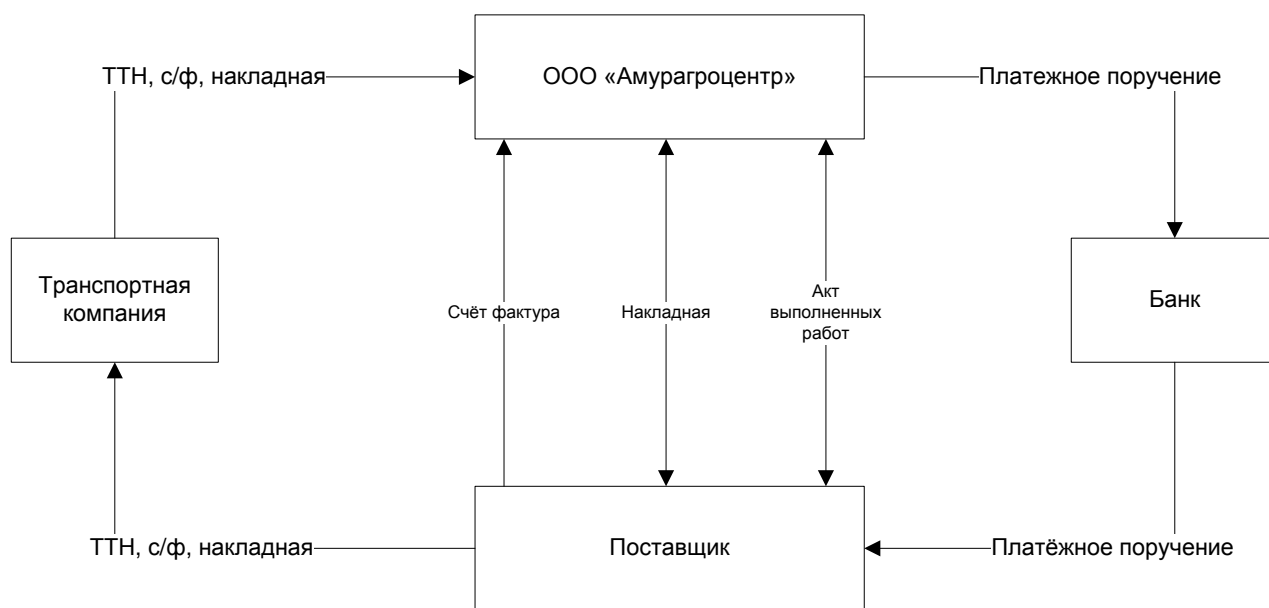 ТТН, с/ф, накладная
ООО «Амурагроцентр»
Платежное поручение
Транспортная
компания
Счёт фактура
Накладная
Акт
выполненных
работ
Банк
ТТН, с/ф, накладная
Поставщик
Платёжное поручение